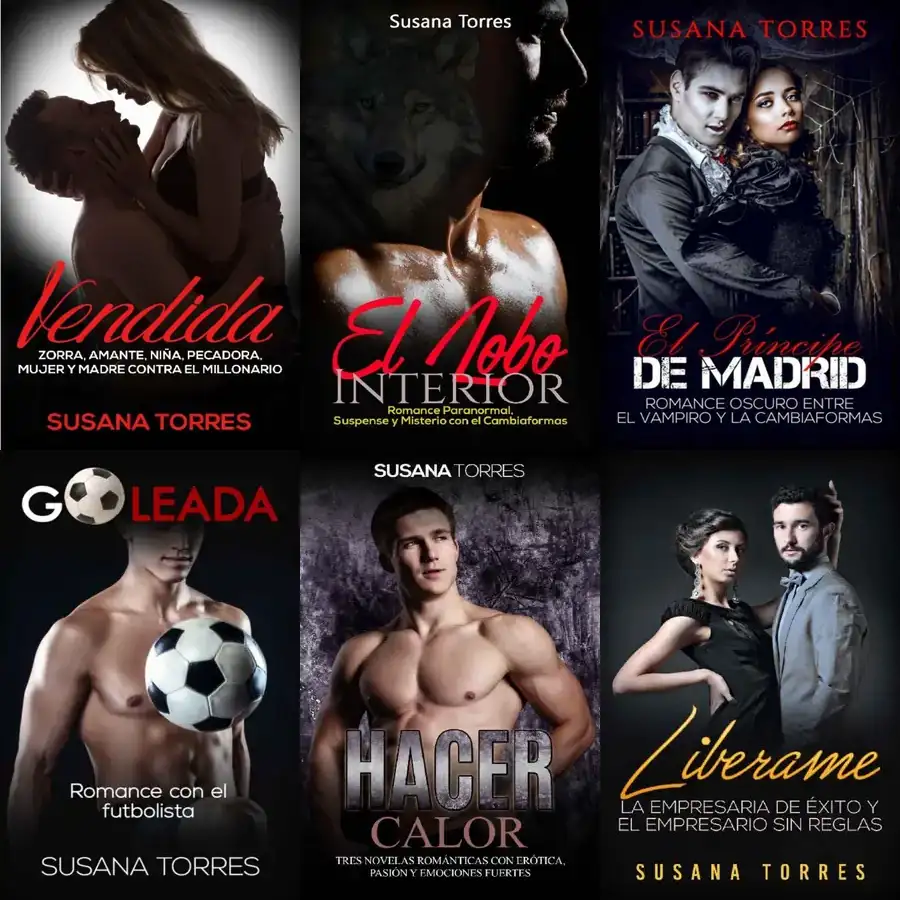 Vendida
ZORRA, AMANTE, NIÑA, PECADORA,
MUJER Y MADRE CONTRA EL MILLONARIO
SUSANA TORRES
Susana Torres
El Lobo
INTERIOR
Romance Paranormal,
Suspense y Misterio con el Cambiaformas
SUSANA TORRES
El Príncipe
DE MADRID
ROMANCE OSCURO ENTRE
EL VAMPIRO Y LA CAMBIAFORMAS
GOLEADA
Romance con el
futbolista
SUSANA TORRES
SUSANA TORRES
HACER
CALOR
TRES NOVELAS ROMÁNTICAS CON ERÓTICA,
PASIÓN Y EMOCIONES FUERTES
Liberame
LA EMPRESARIA DE ÉXITO Y
EL EMPRESARIO SIN REGLAS
SUSANA TORRES